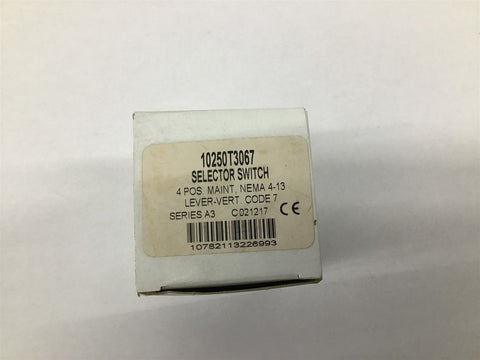 10250T3067
SELECTOR SWITCH
4 POS. MAINT. NEMA 4-13
LEVER-VERT. CODE 7
SERIES A3 C021217 CE
10782113226993